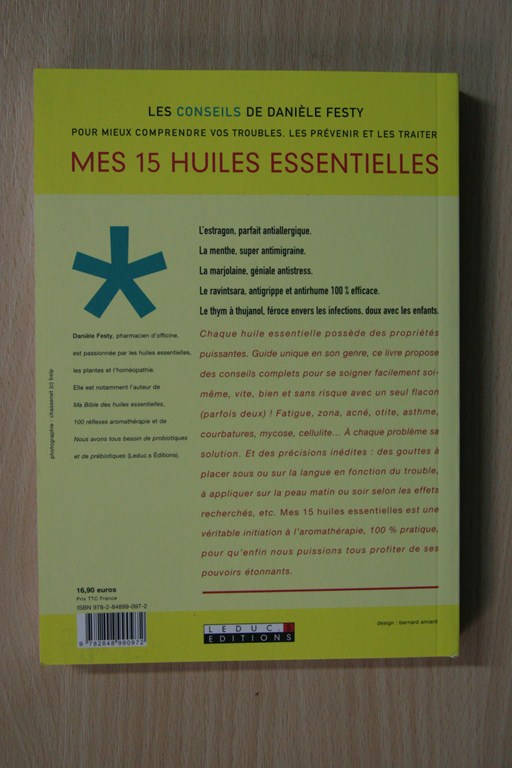 LES CONSEILS DE DANIÈLE FESTY
POUR MIEUX COMPRENDRE VOS TROUBLES, LES PRÉVENIR ET LES TRAITER
MES 15 HUILES ESSENTIELLES
L'estragon, parfait antiallergique.
La menthe, super antimigraine.
La marjolaine, géniale antistress.
Le ravintsara, antigrippe et antirhume 100 % efficace.
Le thym à thujanol, féroce envers les infections, doux avec les enfants.
Danièle Festy, pharmacien d'officine,
est passionnée par les huiles essentielles,
les plantes et l'homéopathie.
Elle est notamment l'auteur de
Ma Bible des huiles essentielles,
100 réflexes aromathérapie et de
Nous avons tous besoin de probiotiques
et de prébiotiques (Leduc.s Éditions).
Chaque huile essentielle possède des propriétés
puissantes. Guide unique en son genre, ce livre propose
des conseils complets pour se soigner facilement soi-
même, vite, bien et sans risque avec un seul flacon
(parfois deux) ! Fatigue, zona, acné, otite, asthme,
courbatures, mycose, cellulite... À chaque problème sa
solution. Et des précisions inédites : des gouttes à
placer sous ou sur la langue en fonction du trouble,
à appliquer sur la peau matin ou soir selon les effets
recherchés, etc. Mes 15 huiles essentielles est une
véritable initiation à l'aromathérapie, 100 % pratique,
pour qu'enfin nous puissions tous profiter de ses
pouvoirs étonnants.
16,90 euros
Prix TTC France
ISBN 978-2-84899-097-2
9 782848 990972
LEDUC.S
EDITIONS
design : bernard amiard